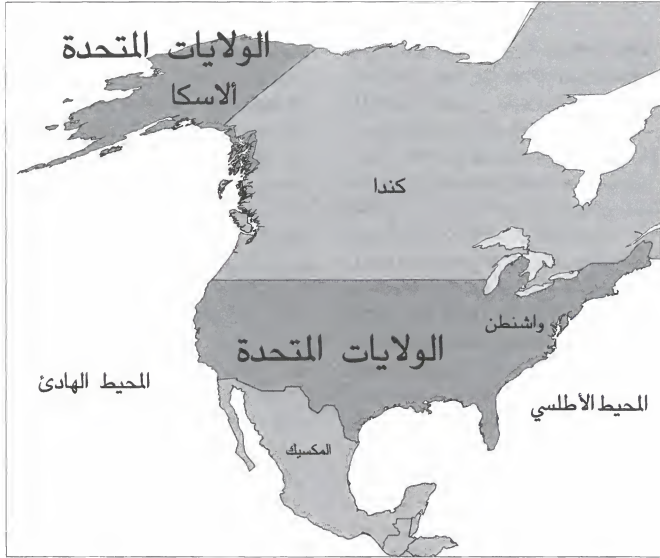 الولايات المتحدة
ألاسكا
كندا
واشنطن
الولايات المتحدة
المحيط الهادئ
المحيط الأطلسي
المكسيك